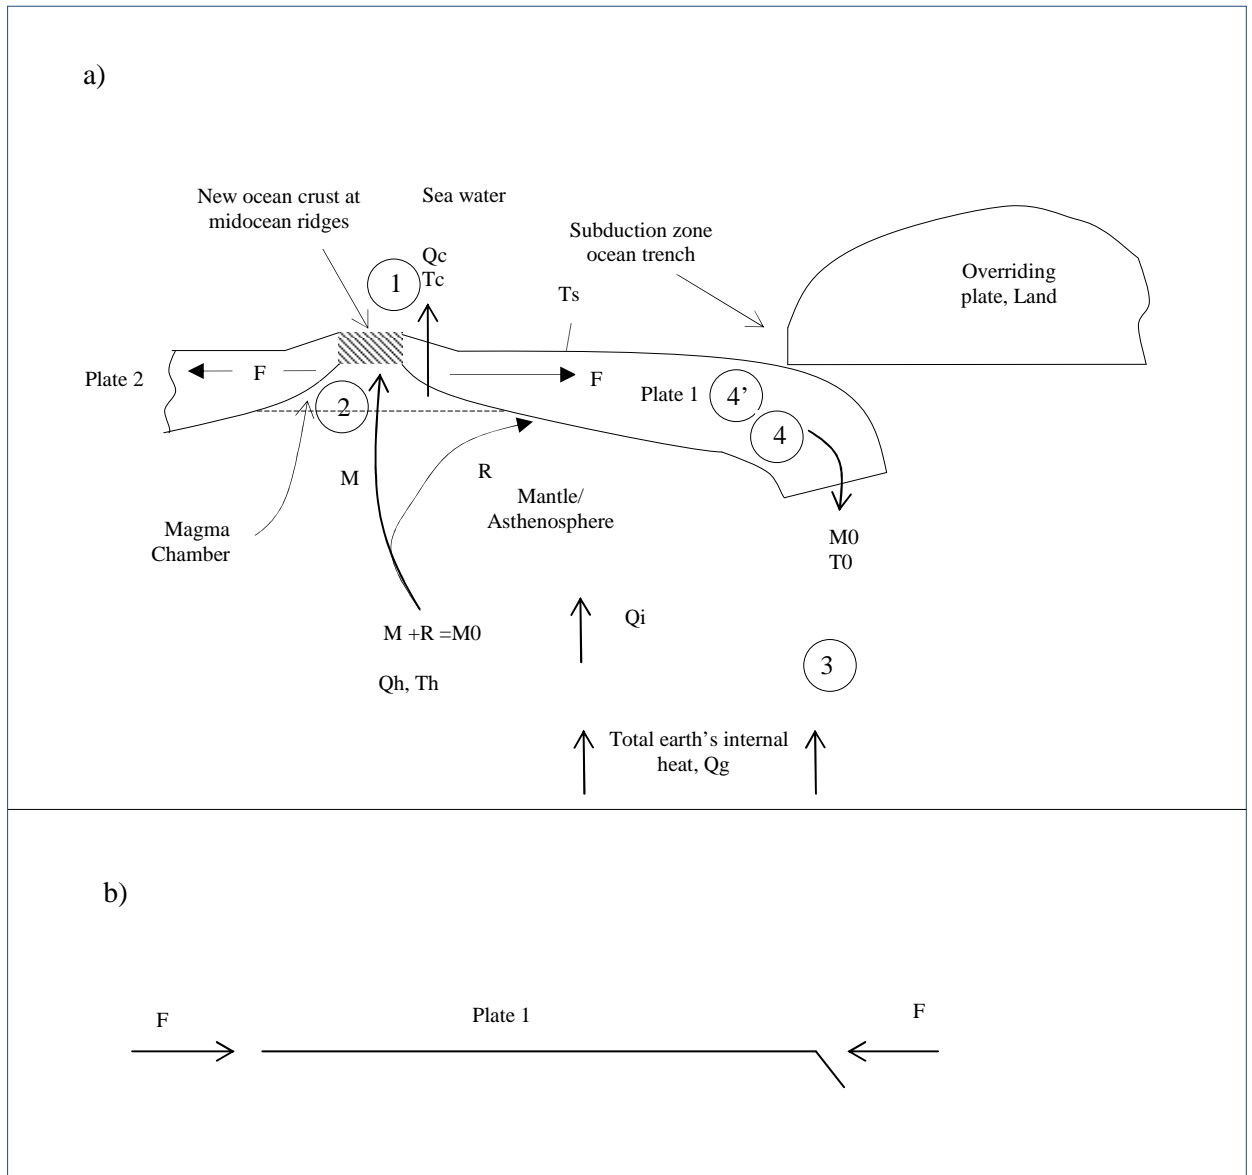 a)
New ocean crust at
midocean ridges
Sea water
Subduction zone
ocean trench
Overriding
plate, Land
Qc
1
Tc
Ts
Plate 2
F
F
Plate 1
4’
2
4
M
R
Mantle/
Asthenosphere
Magma
Chamber
M0
T0
Qi
M +R =M0
3
Qh, Th
Total earth’s internal
heat, Qg
b)
F
Plate 1
F